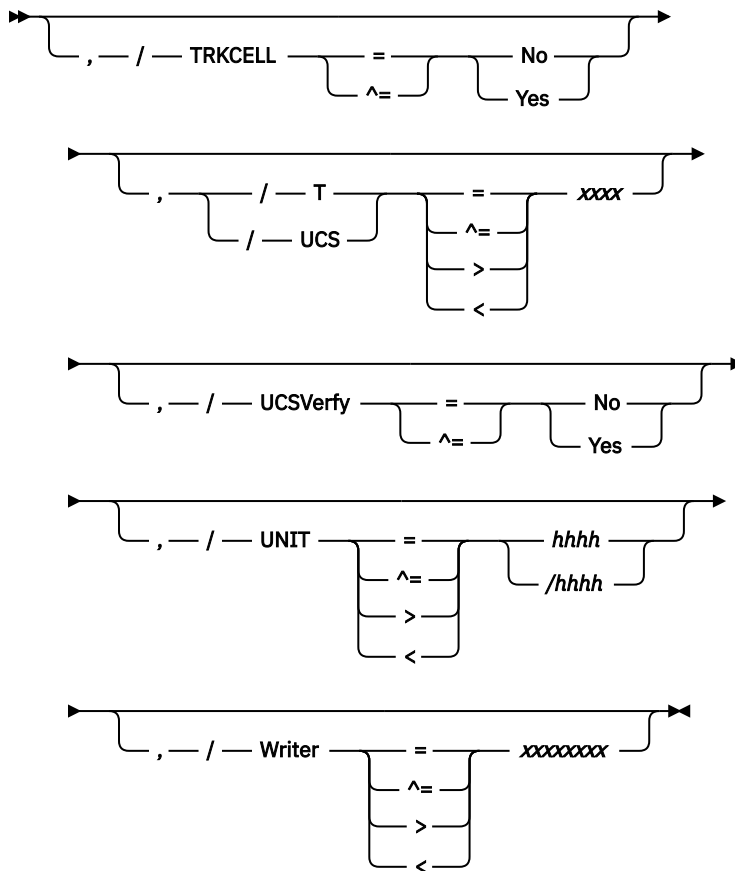 , / TRKCELL = No
^= Yes
, / T = xxxx
/ UCS ^=
>
<
, / UCSVerfy = No
^= Yes
, / UNIT = hhhh
^= /hhhh
>
<
, / Writer = xxxxxxxx
^=
>
<